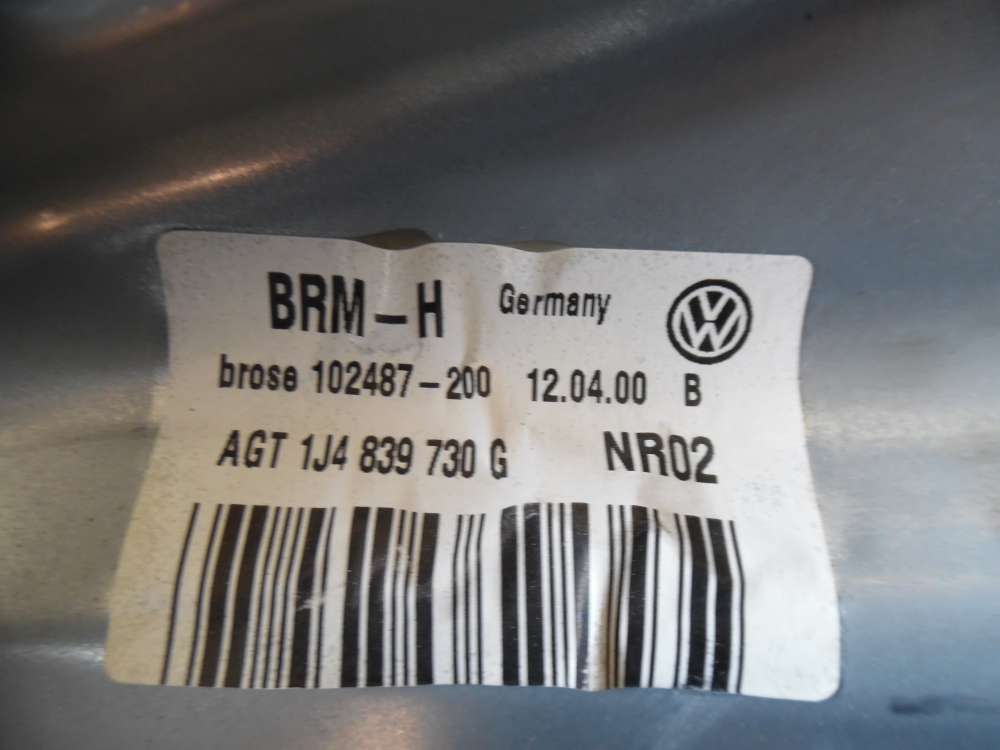 BRM-H Germany
brose 102487-200 12.04.00 B
AGT 1J4 839 730 G NR02